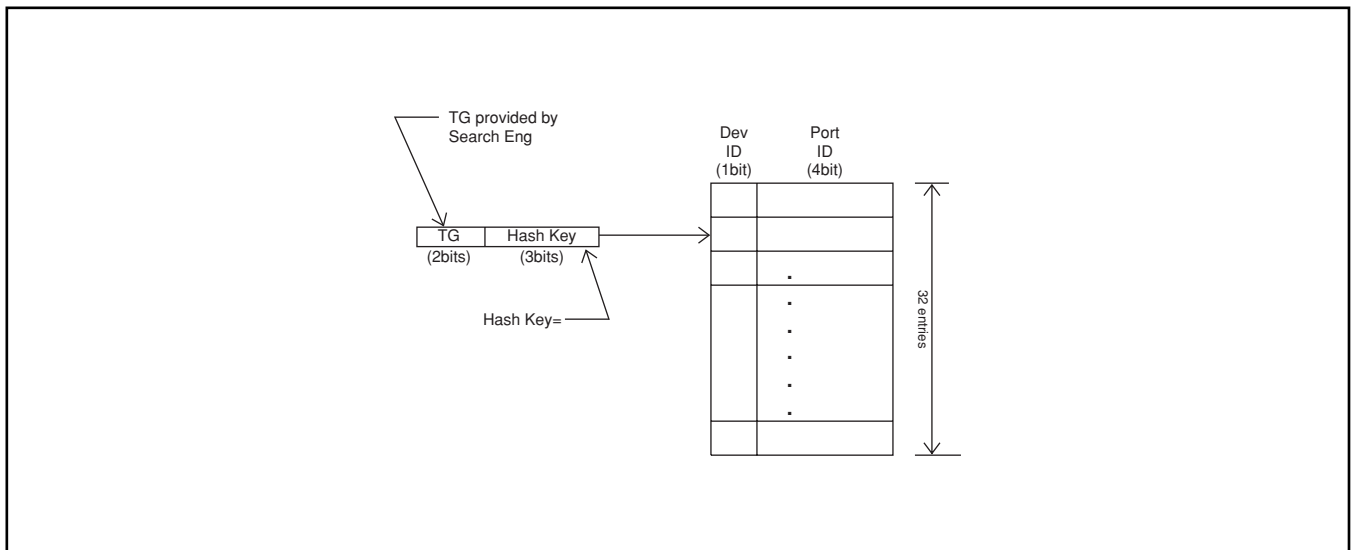 TG provided by
Search Eng
Dev
ID
(1bit)
Port
ID
(4bit)
TG
Hash Key
(2bits)
(3bits)
Hash Key=
32 entries